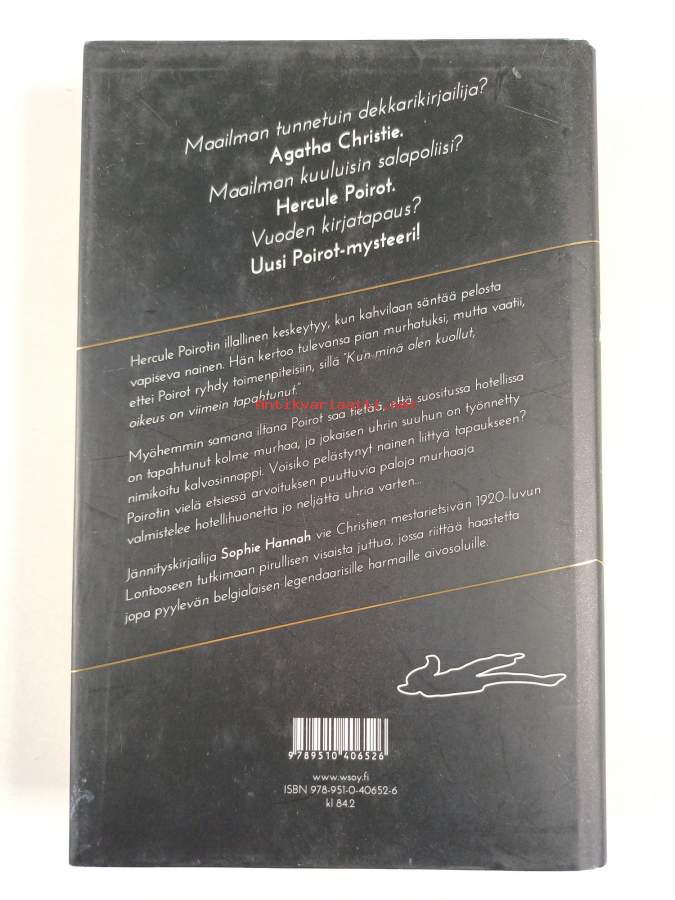 Maailman tunnetuin dekkarikirjailija?
Agatha Christie.
Maailman kuuluisin salapoliisi?
Hercule Poirot.
Vuoden kirjatapaus?
Uusi Poirot-mysteeri!
Hercule Poirotin illallinen keskeytyy, kun kahvilaan säntää pelosta
vapiseva nainen. Hän kertoo tulevansa pian murhatuksi, mutta vaatii,
ettei Poirot ryhdy toimenpiteisiin, sillä ”Kun minä olen kuollut,
oikeus on viimein tapahtunut.”
Antikvariaatti.net
Myöhemmin samana iltana Poirot saa tietää, että suositussa hotellissa
on tapahtunut kolme murhaa, ja jokaisen uhrin suuhun on työnnetty
nimikoitu kalvosinnappi. Voisiko pelästynyt nainen liittyä tapaukseen?
Poirotin vielä etsiessä arvoituksen puuttuvia paloja murhaaja
valmistelee hotellihuonetta jo neljättä uhria varten...
Jännityskirjailija Sophie Hannah vie Christien mestarietsivän 1920-luvun
Lontooseen tutkimaan pirullisen visaista juttua, jossa riittää haastetta
jopa pyylevän belgialaisen legendaarisille harmaille aivosoluille.
9 789510 406526
www.wsoy.fi
ISBN 978-951-0-40652-6
kl 84.2